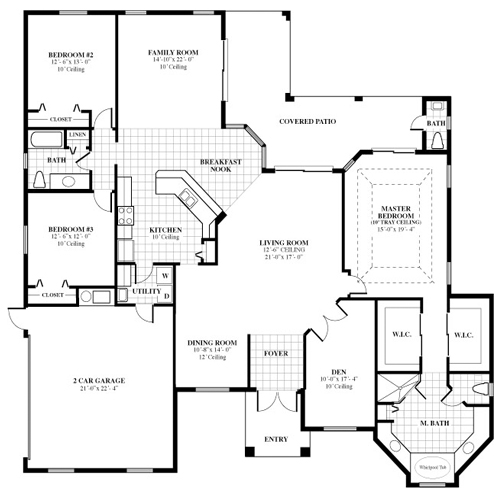 BEDROOM #2
12'-6"x 13'-0"
10' Ceiling
FAMILY ROOM
14'-10"x 22'-0"
10' Ceiling
CLOSET
COVERED PATIO
BATH
LINEN
BATH
BREAKFAST
NOOK
BEDROOM #3
12'-6"x 12'-0"
10' Ceiling
KITCHEN
10' Ceiling
LIVING ROOM
12'-6" CEILING
21'-0"x 17'-0"
MASTER
BEDROOM
(10' TRAY CEILING)
15'-0"x 19'-4"
CLOSET
UTILITY
W
D
W.I.C.
W.I.C.
DINING ROOM
10'-8"x 14'-0"
12' Ceiling
FOYER
DEN
10'-0"x 17'-4"
10' Ceiling
2 CAR GARAGE
21'-0"x 22'-4"
M. BATH
ENTRY
Whirlpool Tub